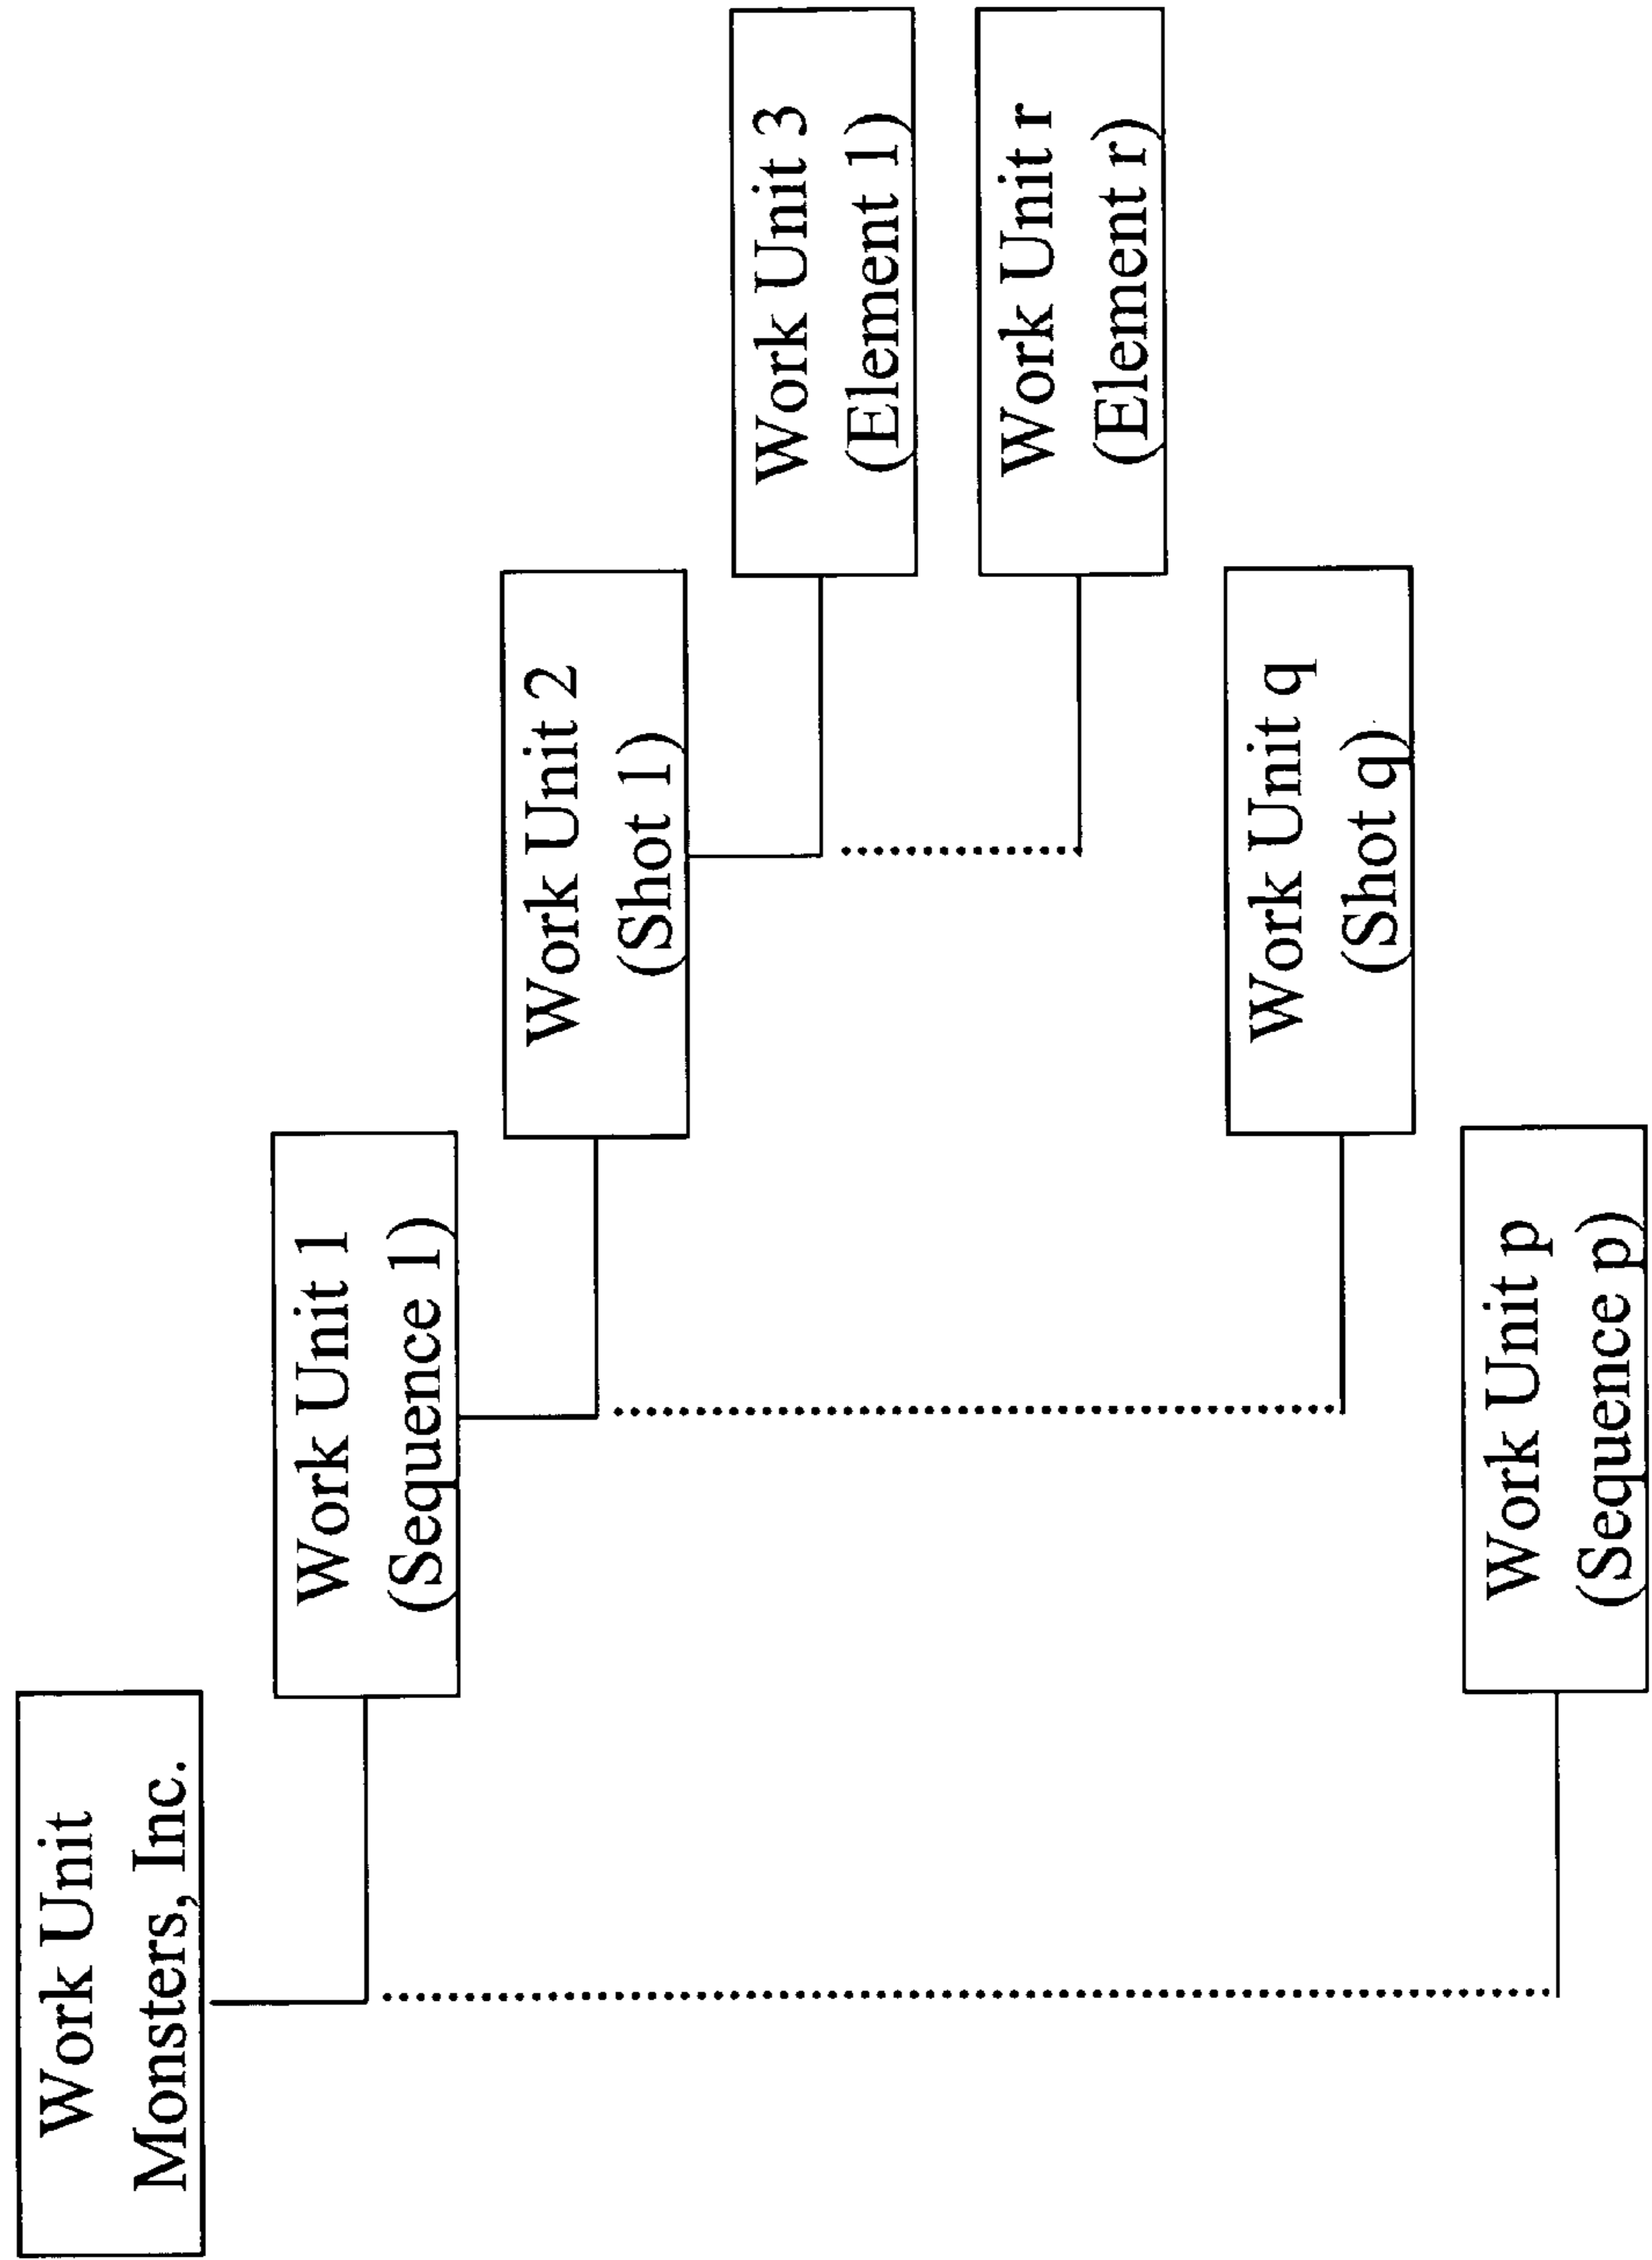 Work Unit
Monsters, Inc.
Work Unit 1
(Sequence 1)
Work Unit 2
(Shot 1)
Work Unit 3
(Element 1)
Work Unit r
(Element r)
Work Unit q
(Shot q)
Work Unit p
(Sequence p)